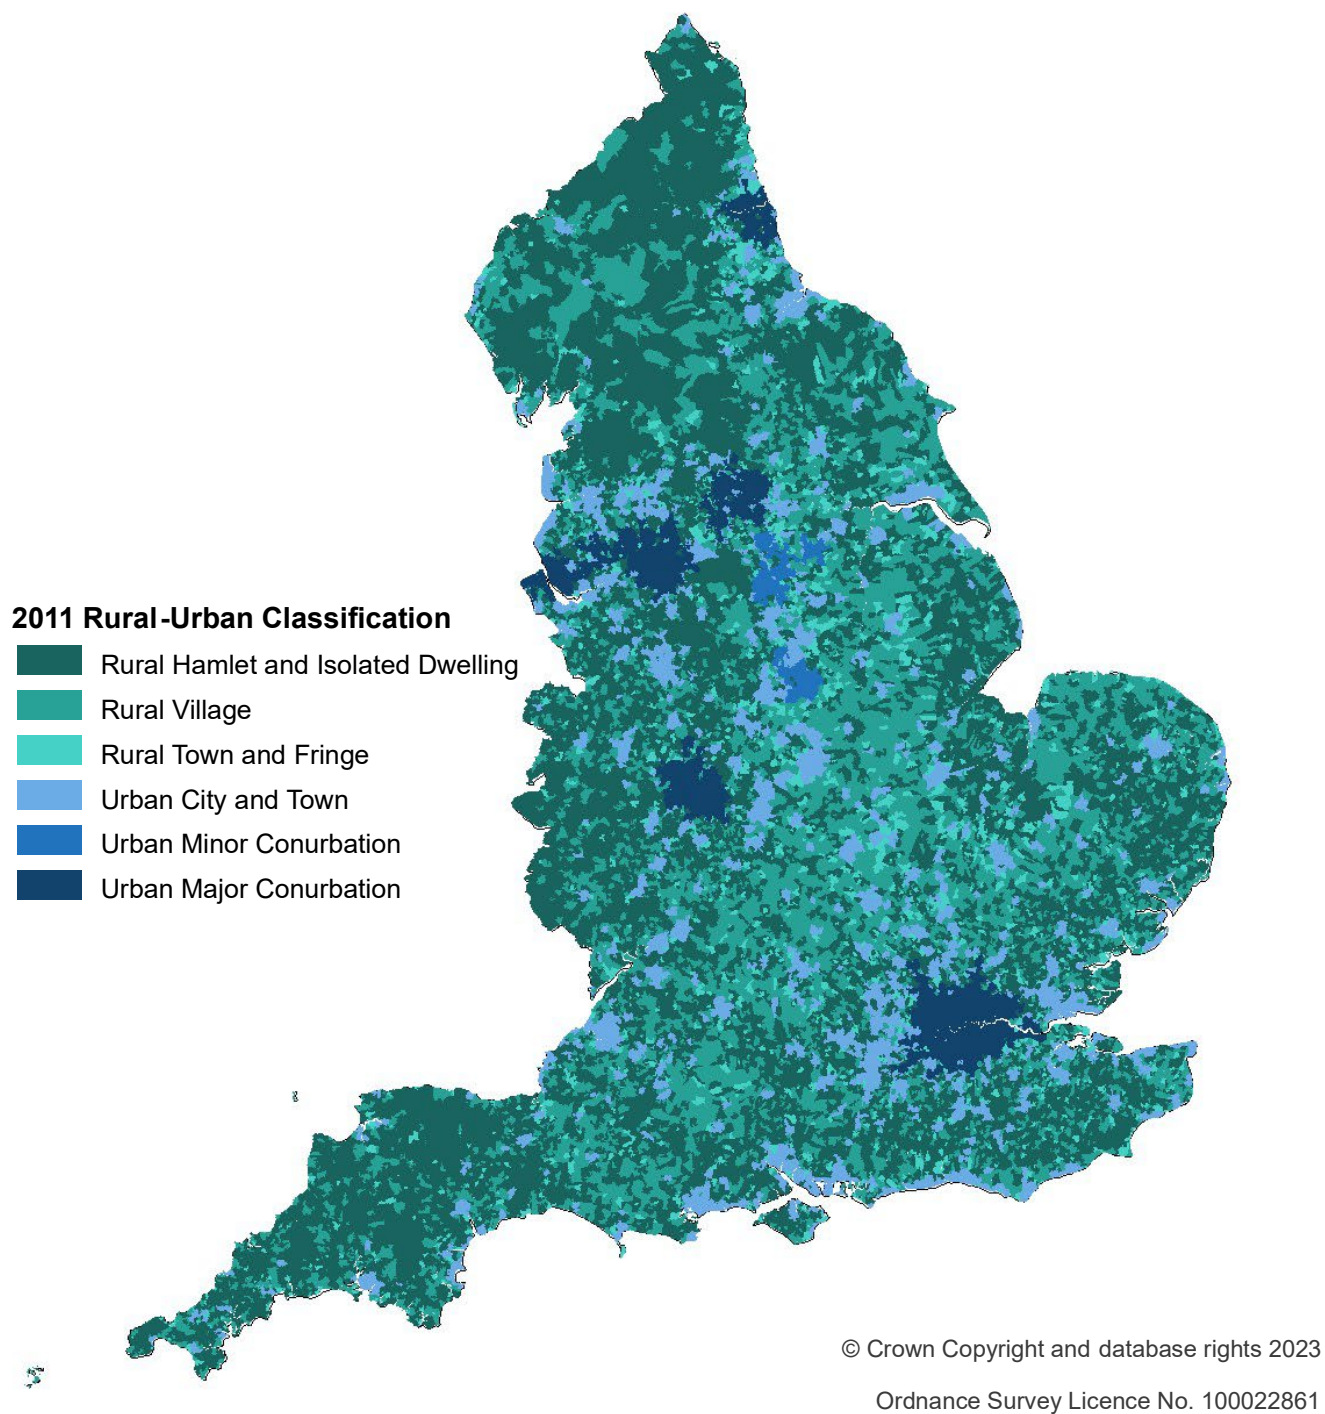 2011 Rural-Urban Classification
Rural Hamlet and Isolated Dwelling
Rural Village
Rural Town and Fringe
Urban City and Town
Urban Minor Conurbation
Urban Major Conurbation
© Crown Copyright and database rights 2023
Ordnance Survey Licence No. 100022861